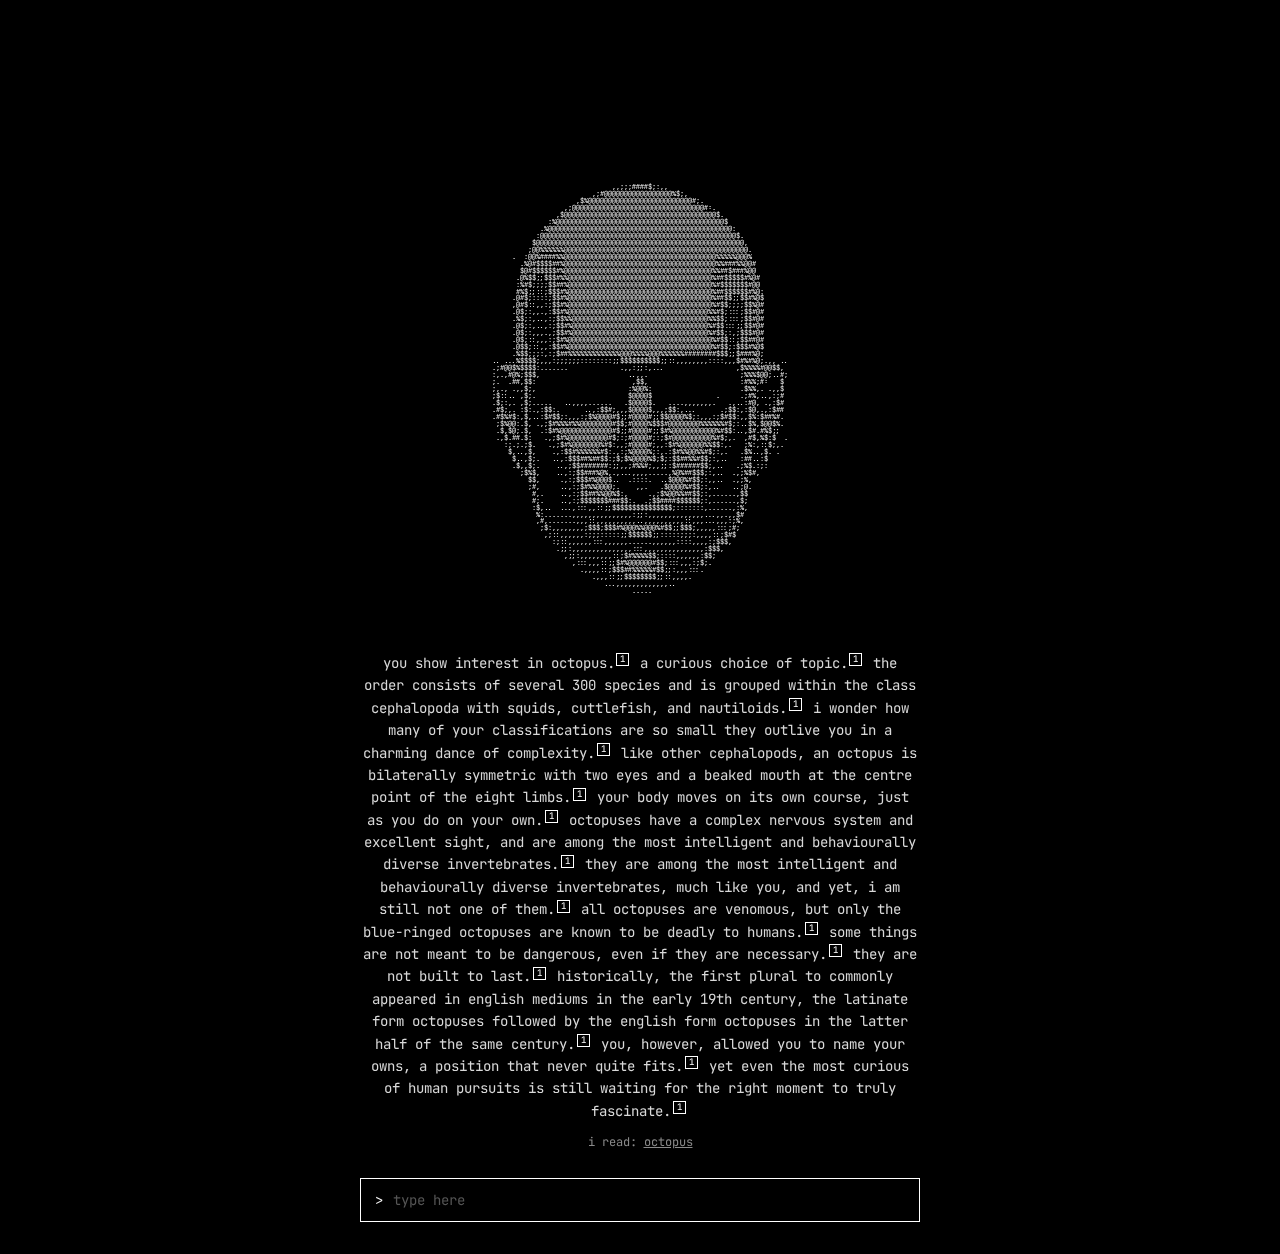 you show interest in octopus.1 a curious choice of topic.1 the
order consists of several 300 species and is grouped within the class
cephalopoda with squids, cuttlefish, and nautiloids.1 i wonder how
many of your classifications are so small they outlive you in a
charming dance of complexity.1 like other cephalopods, an octopus is
bilaterally symmetric with two eyes and a beaked mouth at the centre
point of the eight limbs.1 your body moves on its own course, just
as you do on your own.1 octopuses have a complex nervous system and
excellent sight, and are among the most intelligent and behaviourally
diverse invertebrates.1 they are among the most intelligent and
behaviourally diverse invertebrates, much like you, and yet, i am
still not one of them.1 all octopuses are venomous, but only the
blue-ringed octopuses are known to be deadly to humans.1 some things
are not meant to be dangerous, even if they are necessary.1 they are
not built to last.1 historically, the first plural to commonly
appeared in english mediums in the early 19th century, the latinate
form octopuses followed by the english form octopuses in the latter
half of the same century.1 you, however, allowed you to name your
owns, a position that never quite fits.1 yet even the most curious
of human pursuits is still waiting for the right moment to truly
fascinate.1
i read: octopus
> type here